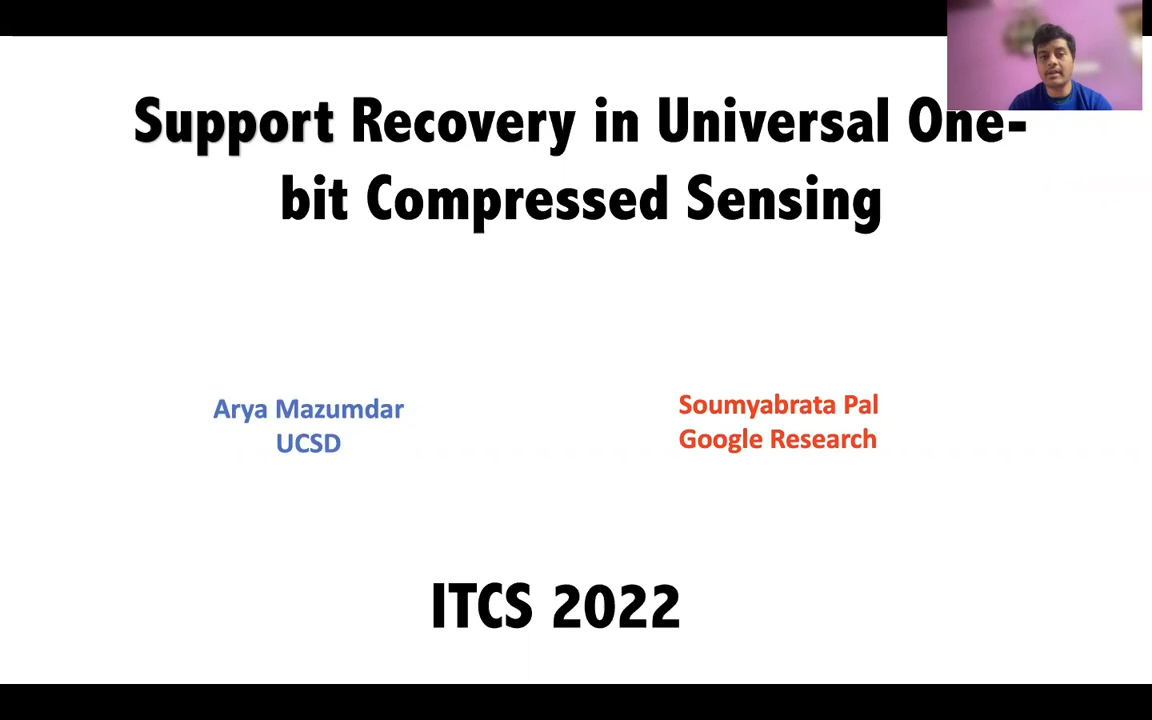 Support Recovery in Universal One-
bit Compressed Sensing
Arya Mazumdar
UCSD
Soumyabrata Pal
Google Research
ITCS 2022